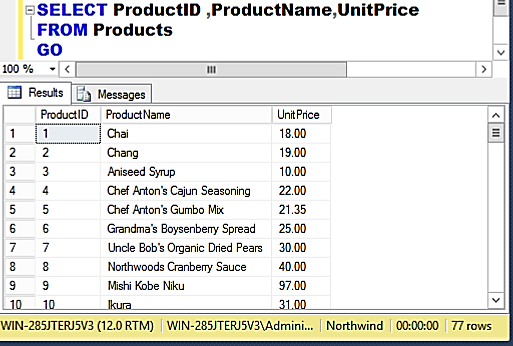 SELECT ProductID ,ProductName,UnitPrice
FROM Products
GO
100 %
Results Messages
ProductID ProductName UnitPrice
1 1 Chai 18.00
2 2 Chang 19.00
3 3 Aniseed Syrup 10.00
4 4 Chef Anton's Cajun Seasoning 22.00
5 5 Chef Anton's Gumbo Mix 21.35
6 6 Grandma's Boysenberry Spread 25.00
7 7 Uncle Bob's Organic Dried Pears 30.00
8 8 Northwoods Cranberry Sauce 40.00
9 9 Mishi Kobe Niku 97.00
10 10 Ikura 31.00
WIN-285JTERJ5V3 (12.0 RTM) WIN-285JTERJ5V3\Admini... Northwind 00:00:00 77 rows